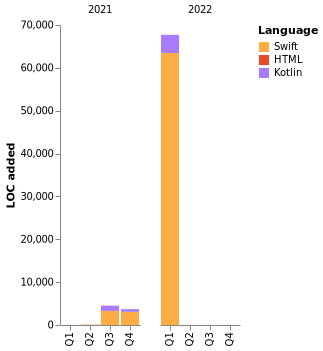 2021 2022
Language
Swift
HTML
Kotlin
LOC added
70,000
60,000
50,000
40,000
30,000
20,000
10,000
0
Q1 Q2 Q3 Q4 Q1 Q2 Q3 Q4